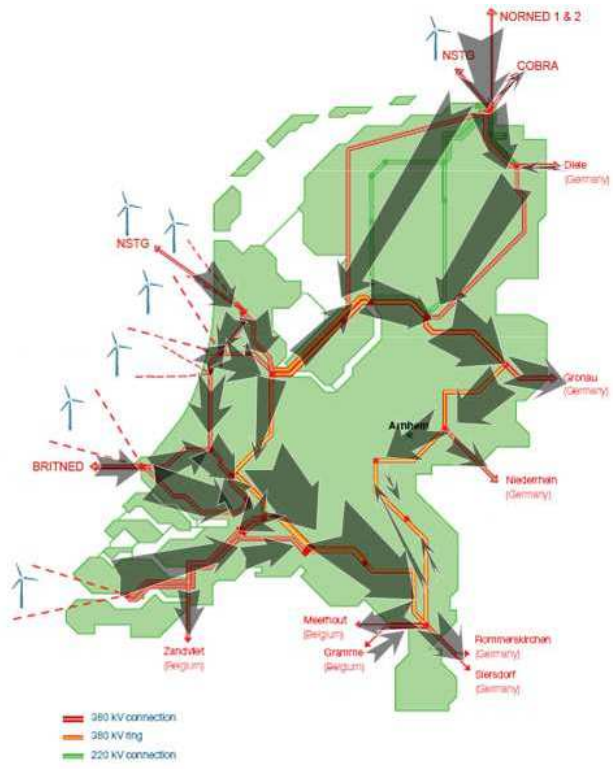 NORNED 1 & 2
NSTG
COBRA
Diele
(Germany)
NSTG
Gronau
(Germany)
Arnhem
BRITNED
Niederrhein
(Germany)
Meerhout
(Belgium)
Gramme
(Belgium)
Rommerskirchen
(Germany)
Siersdorf
(Germany)
Zandvliet
(Belgium)
380 kV connection
380 kV ring
220 kV connection